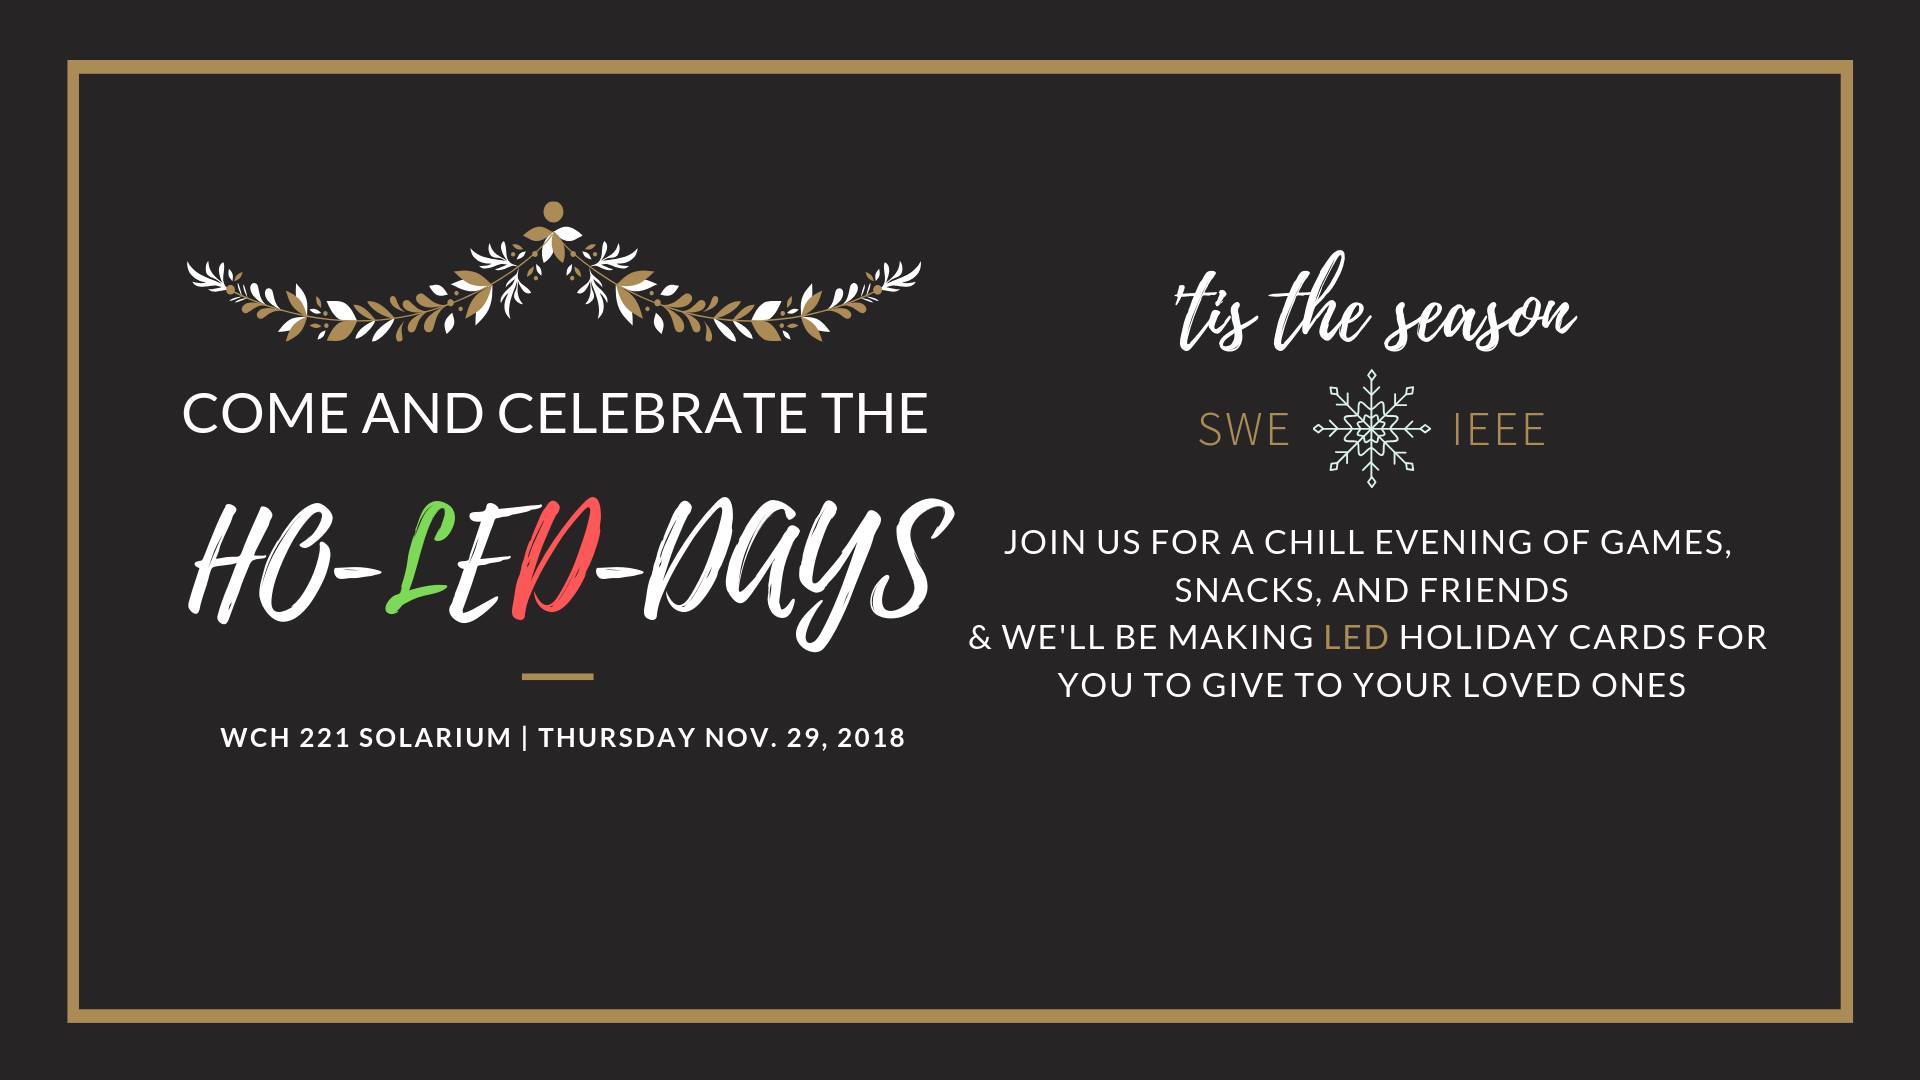 COME AND CELEBRATE THE
HO-LED-DAYS
WCH 221 SOLARIUM | THURSDAY NOV. 29, 2018
'tis the season
SWE IEEE
JOIN US FOR A CHILL EVENING OF GAMES,
SNACKS, AND FRIENDS
& WE'LL BE MAKING LED HOLIDAY CARDS FOR
YOU TO GIVE TO YOUR LOVED ONES